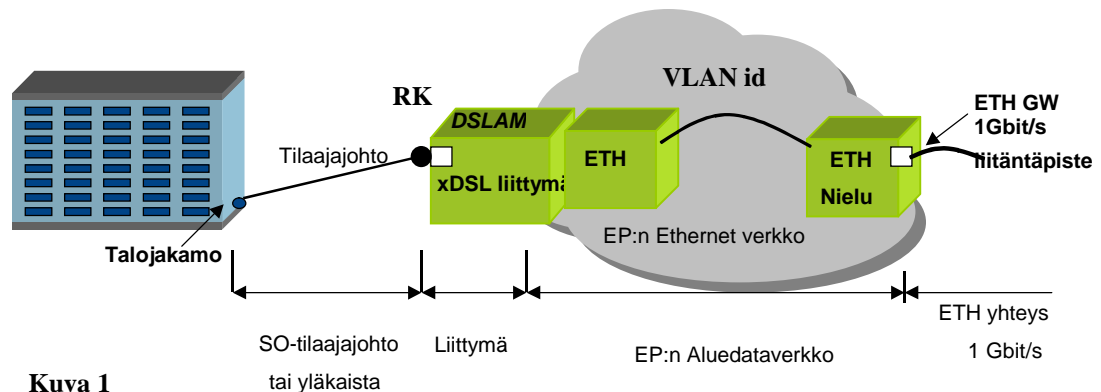 VLAN id
RK
ETH GW
1Gbit/s
DSLAM
Tilaajajohto
ETH
ETH
liitäntäpiste
xDSL liittymä
Nielu
Talojakamo
EP:n Ethernet verkko
SO-tilaajajohto
tai yläkaista
Liittymä
EP:n Aluedataverkko
ETH yhteys
1 Gbit/s
Kuva 1